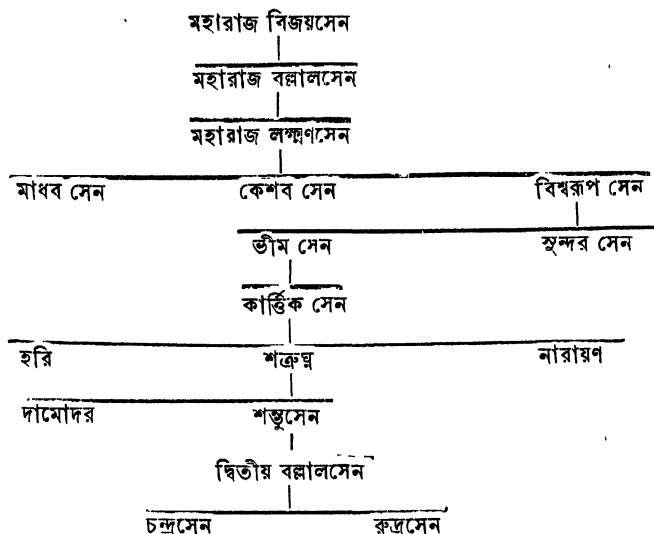 মহারাজ বিজয়সেন
মহারাজ বল্লালসেন
মহারাজ লক্ষ্মণসেন
মাধব সেন কেশব সেন বিশ্বরূপ সেন
ভীম সেন সুন্দর সেন
কার্ত্তিক সেন
হরি শত্রুঘ্ন নারায়ণ
দামোদর শম্ভুসেন
দ্বিতীয় বল্লালসেন
চন্দ্রসেন রুদ্রসেন